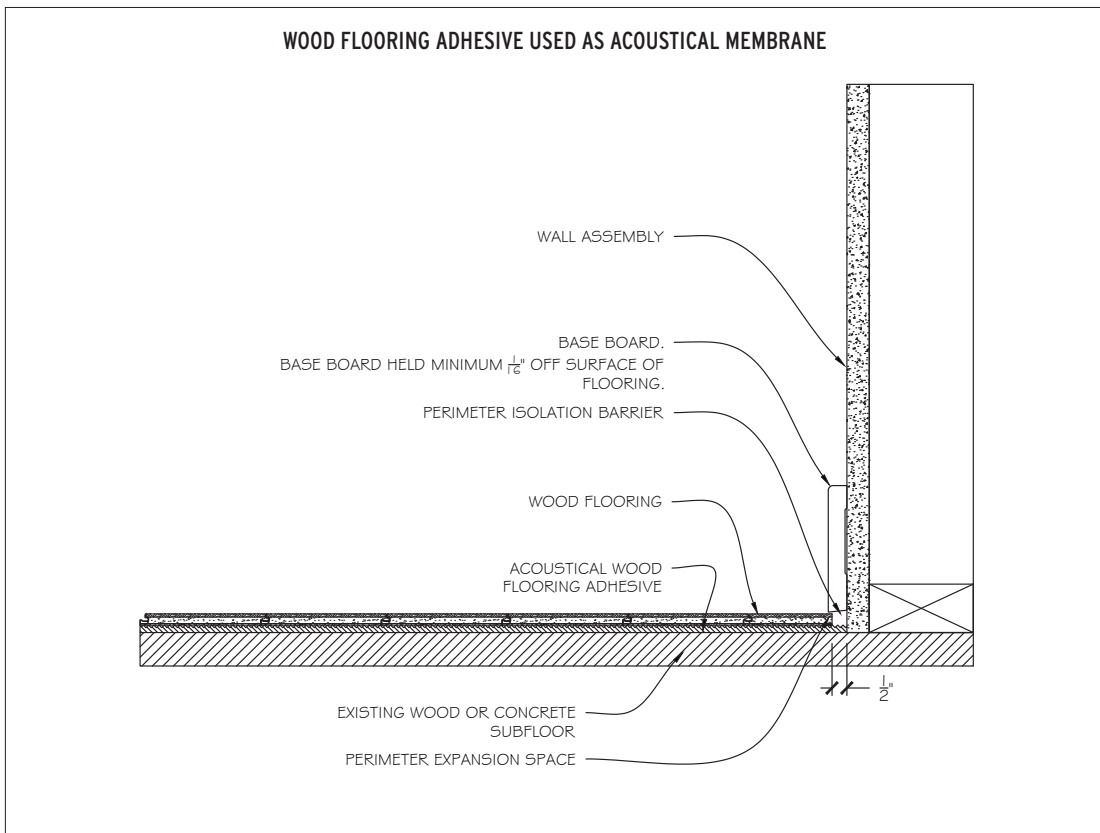 WOOD FLOORING ADHESIVE USED AS ACOUSTICAL MEMBRANE
WALL ASSEMBLY
BASE BOARD.
BASE BOARD HELD MINIMUM 1/16" OFF SURFACE OF
FLOORING.
PERIMETER ISOLATION BARRIER
WOOD FLOORING
ACOUSTICAL WOOD
FLOORING ADHESIVE
1/2"
EXISTING WOOD OR CONCRETE
SUBFLOOR
PERIMETER EXPANSION SPACE